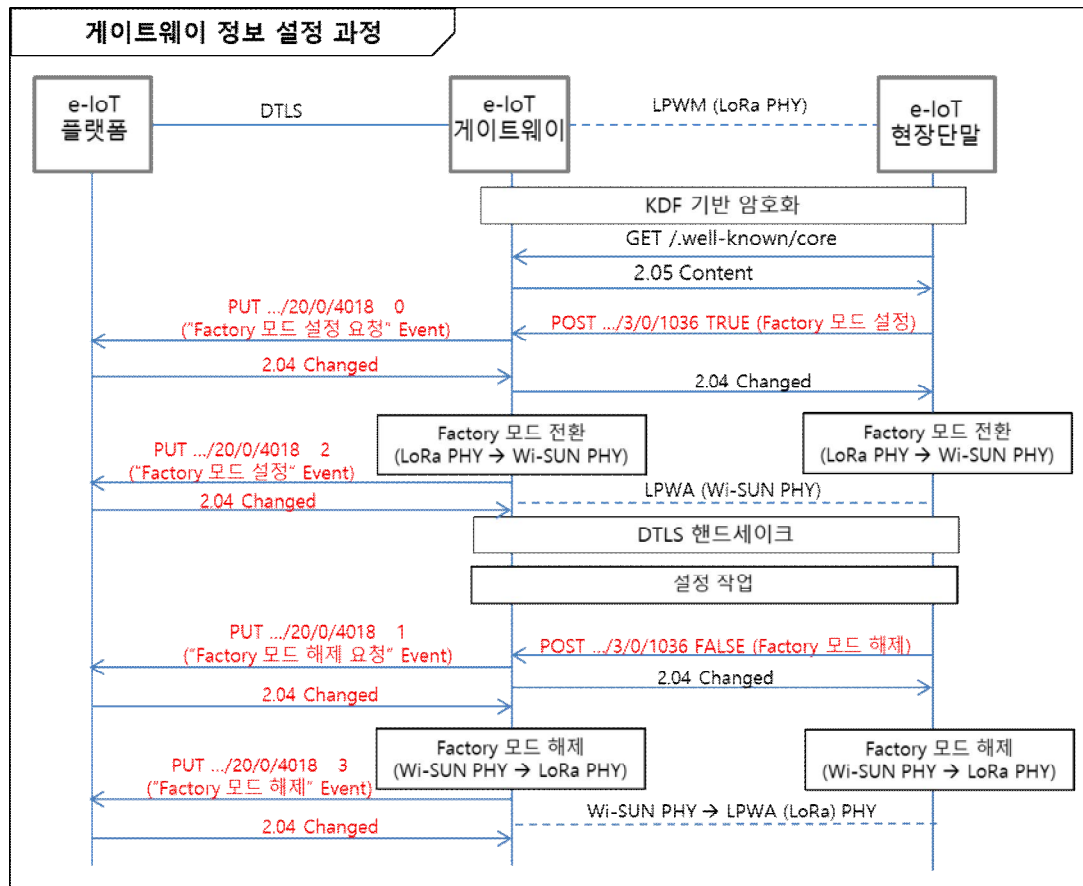 게이트웨이 정보 설정 과정
e-IoT
플랫폼
DTLS
e-IoT
게이트웨이
LPWM (LoRa PHY)
e-IoT
현장단말
KDF 기반 암호화
GET /.well-known/core
2.05 Content
PUT .../20/0/4018 0
("Factory 모드 설정 요청" Event)
POST .../3/0/1036 TRUE (Factory 모드 설정)
2.04 Changed
2.04 Changed
Factory 모드 전환
(LoRa PHY → Wi-SUN PHY)
Factory 모드 전환
(LoRa PHY → Wi-SUN PHY)
PUT .../20/0/4018 2
("Factory 모드 설정" Event)
LPWA (Wi-SUN PHY)
2.04 Changed
DTLS 핸드세이크
설정 작업
PUT .../20/0/4018 1
("Factory 모드 해제 요청" Event)
POST .../3/0/1036 FALSE (Factory 모드 해제)
2.04 Changed
2.04 Changed
Factory 모드 해제
(Wi-SUN PHY → LoRa PHY)
Factory 모드 해제
(Wi-SUN PHY → LoRa PHY)
PUT .../20/0/4018 3
("Factory 모드 해제" Event)
Wi-SUN PHY → LPWA (LoRa) PHY
2.04 Changed